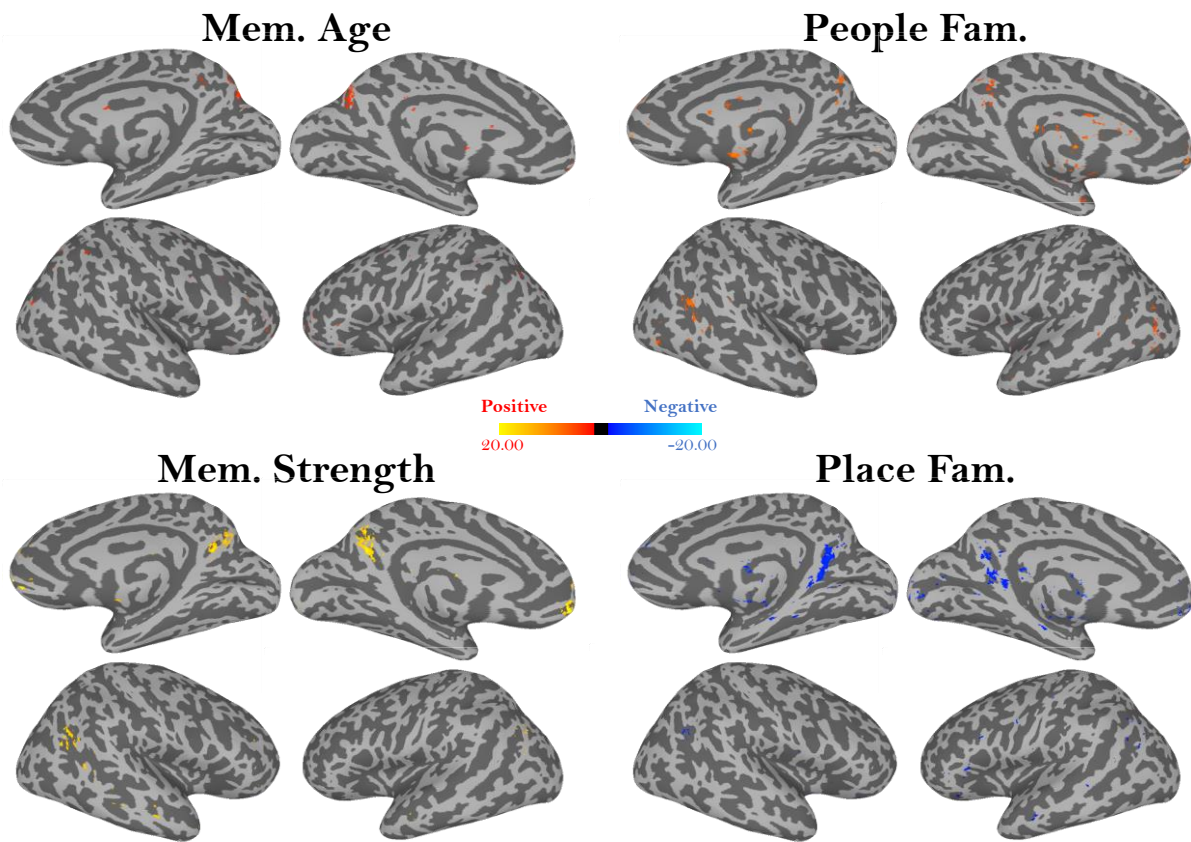 Mem. Age
People Fam.
Positive
Negative
20.00
-20.00
Mem. Strength
Place Fam.